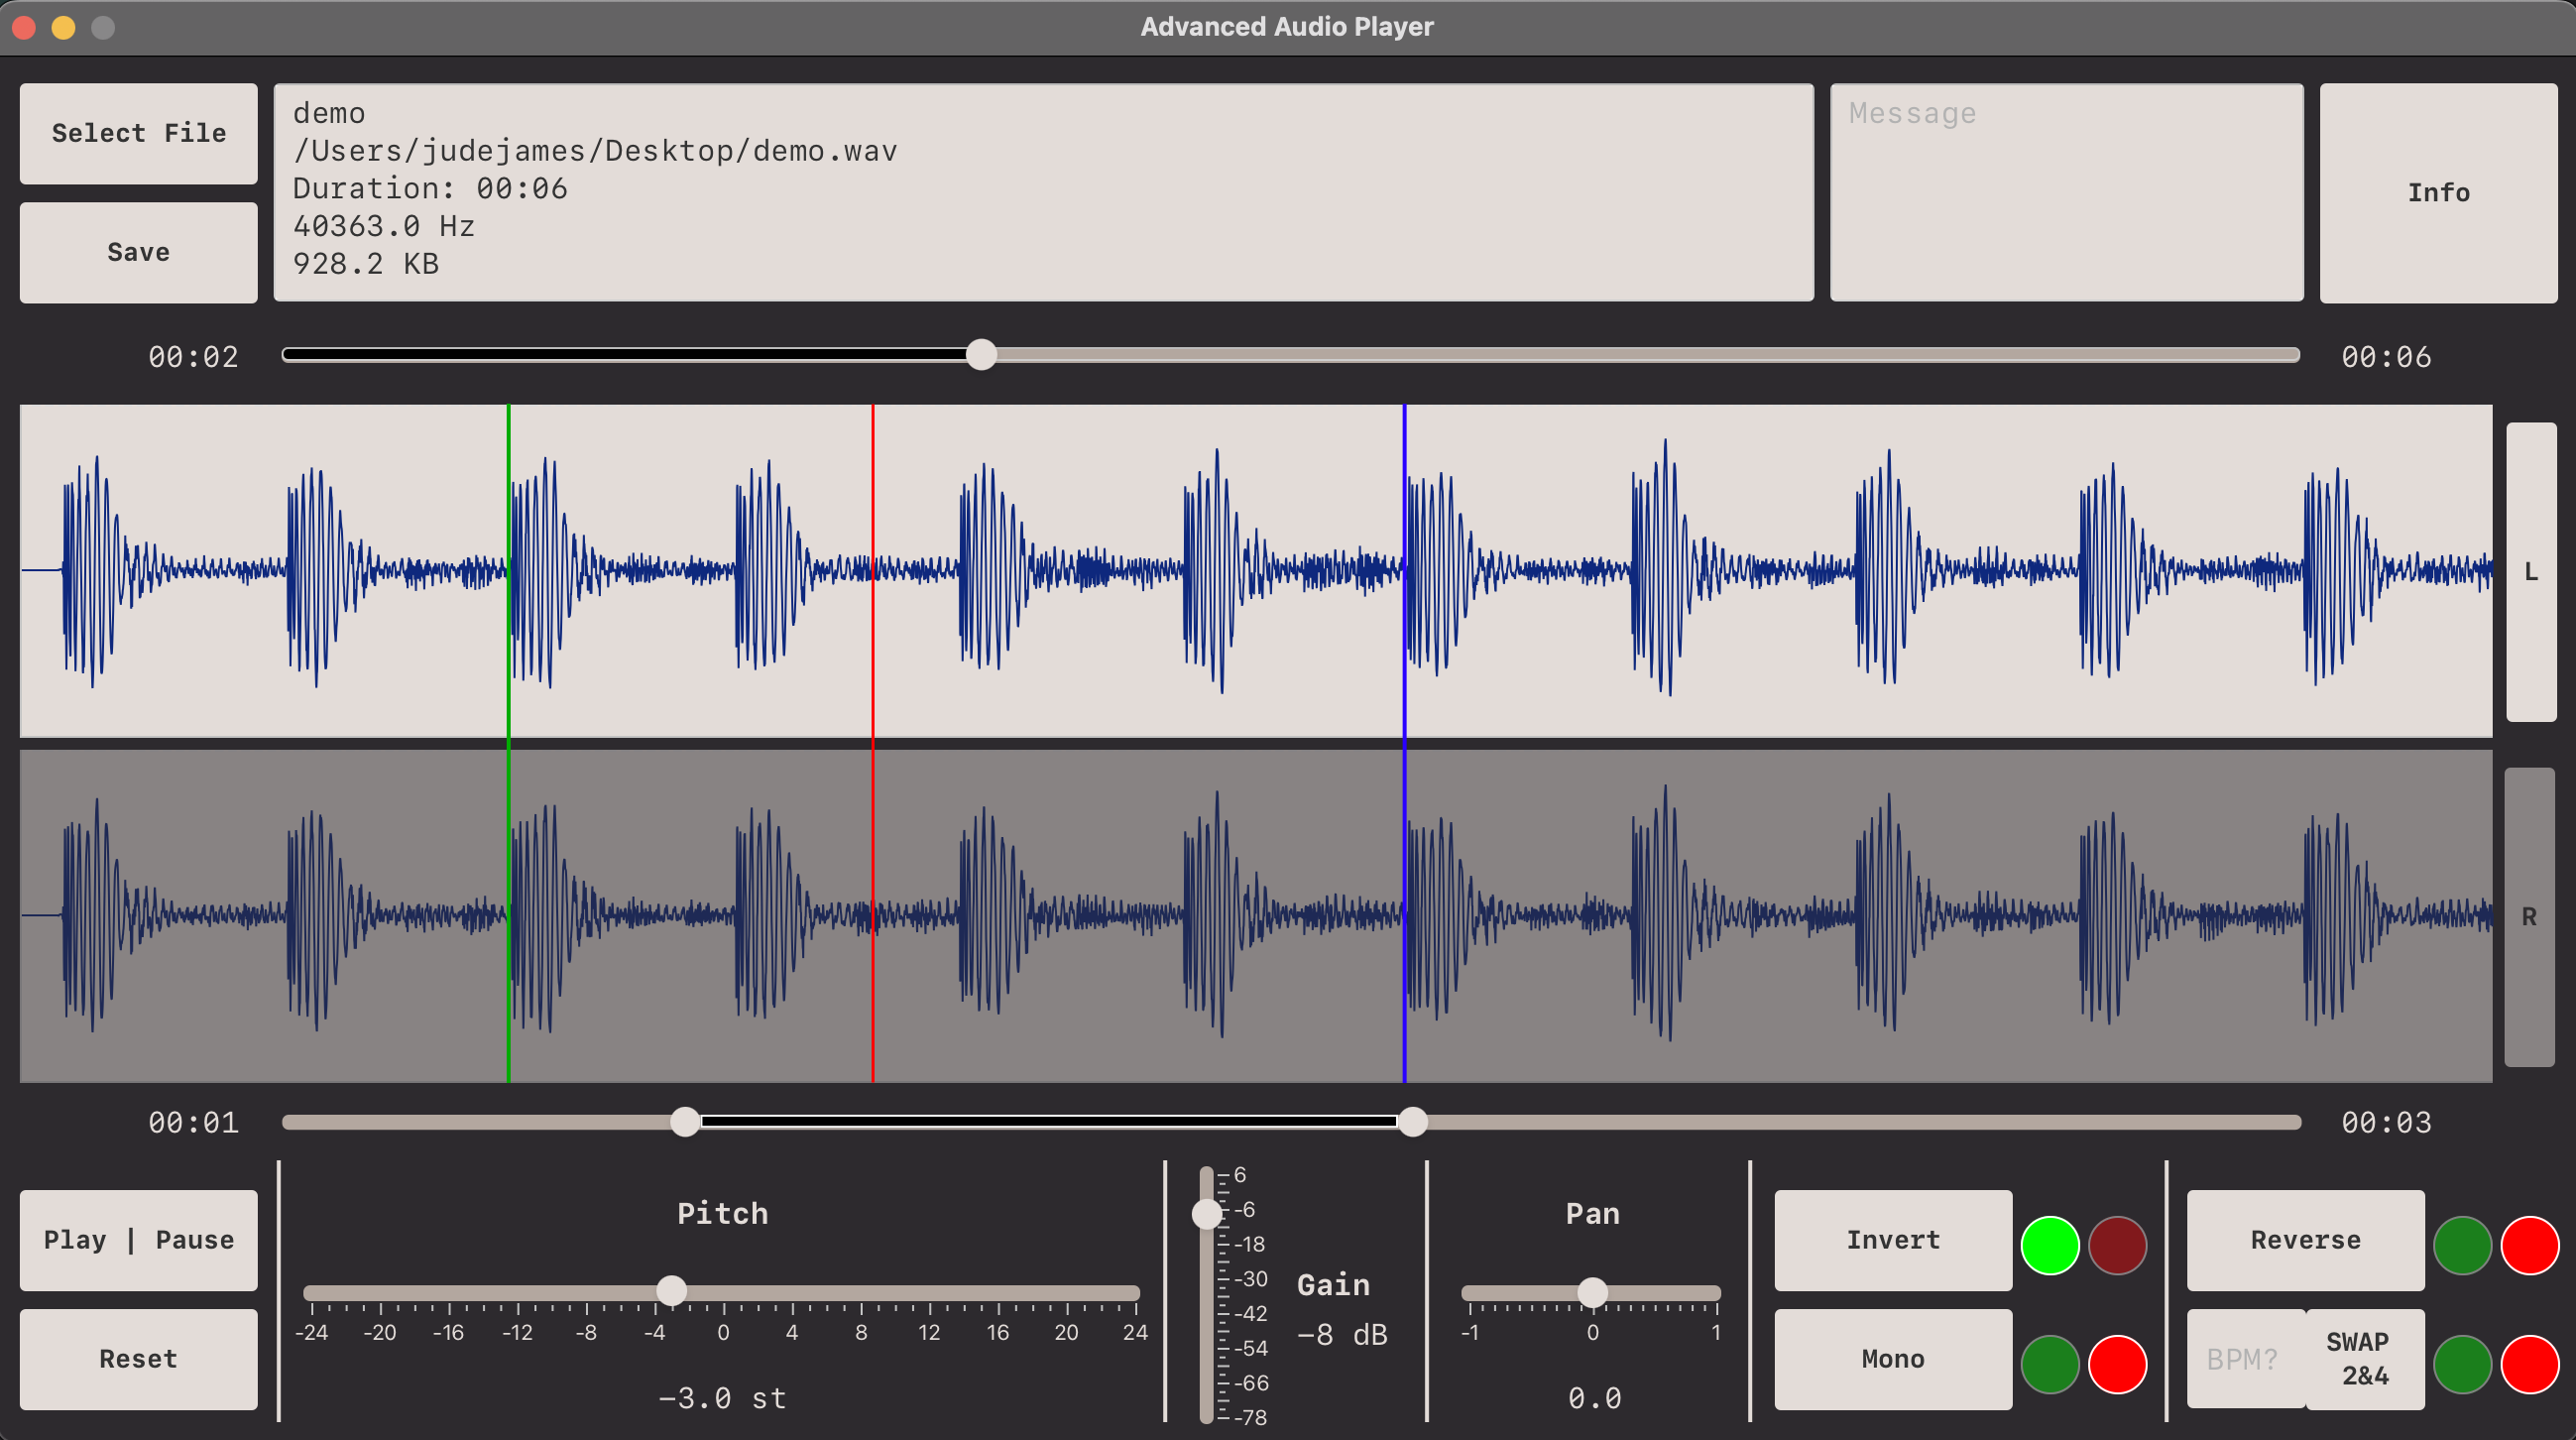 Advanced Audio Player
Select File
Save
demo
/Users/judejames/Desktop/demo.wav
Duration: 00:06
40363.0 Hz
928.2 KB
Message
Info
00:02
00:06
L
R
00:01
00:03
Play | Pause
Reset
Pitch
-24 -20 -16 -12 -8 -4 0 4 8 12 16 20 24
−3.0 st
6
-6
-18
-30
-42
-54
-66
-78
Gain
−8 dB
Pan
-1 0 1
0.0
Invert
Mono
Reverse
BPM?
SWAP
2&4